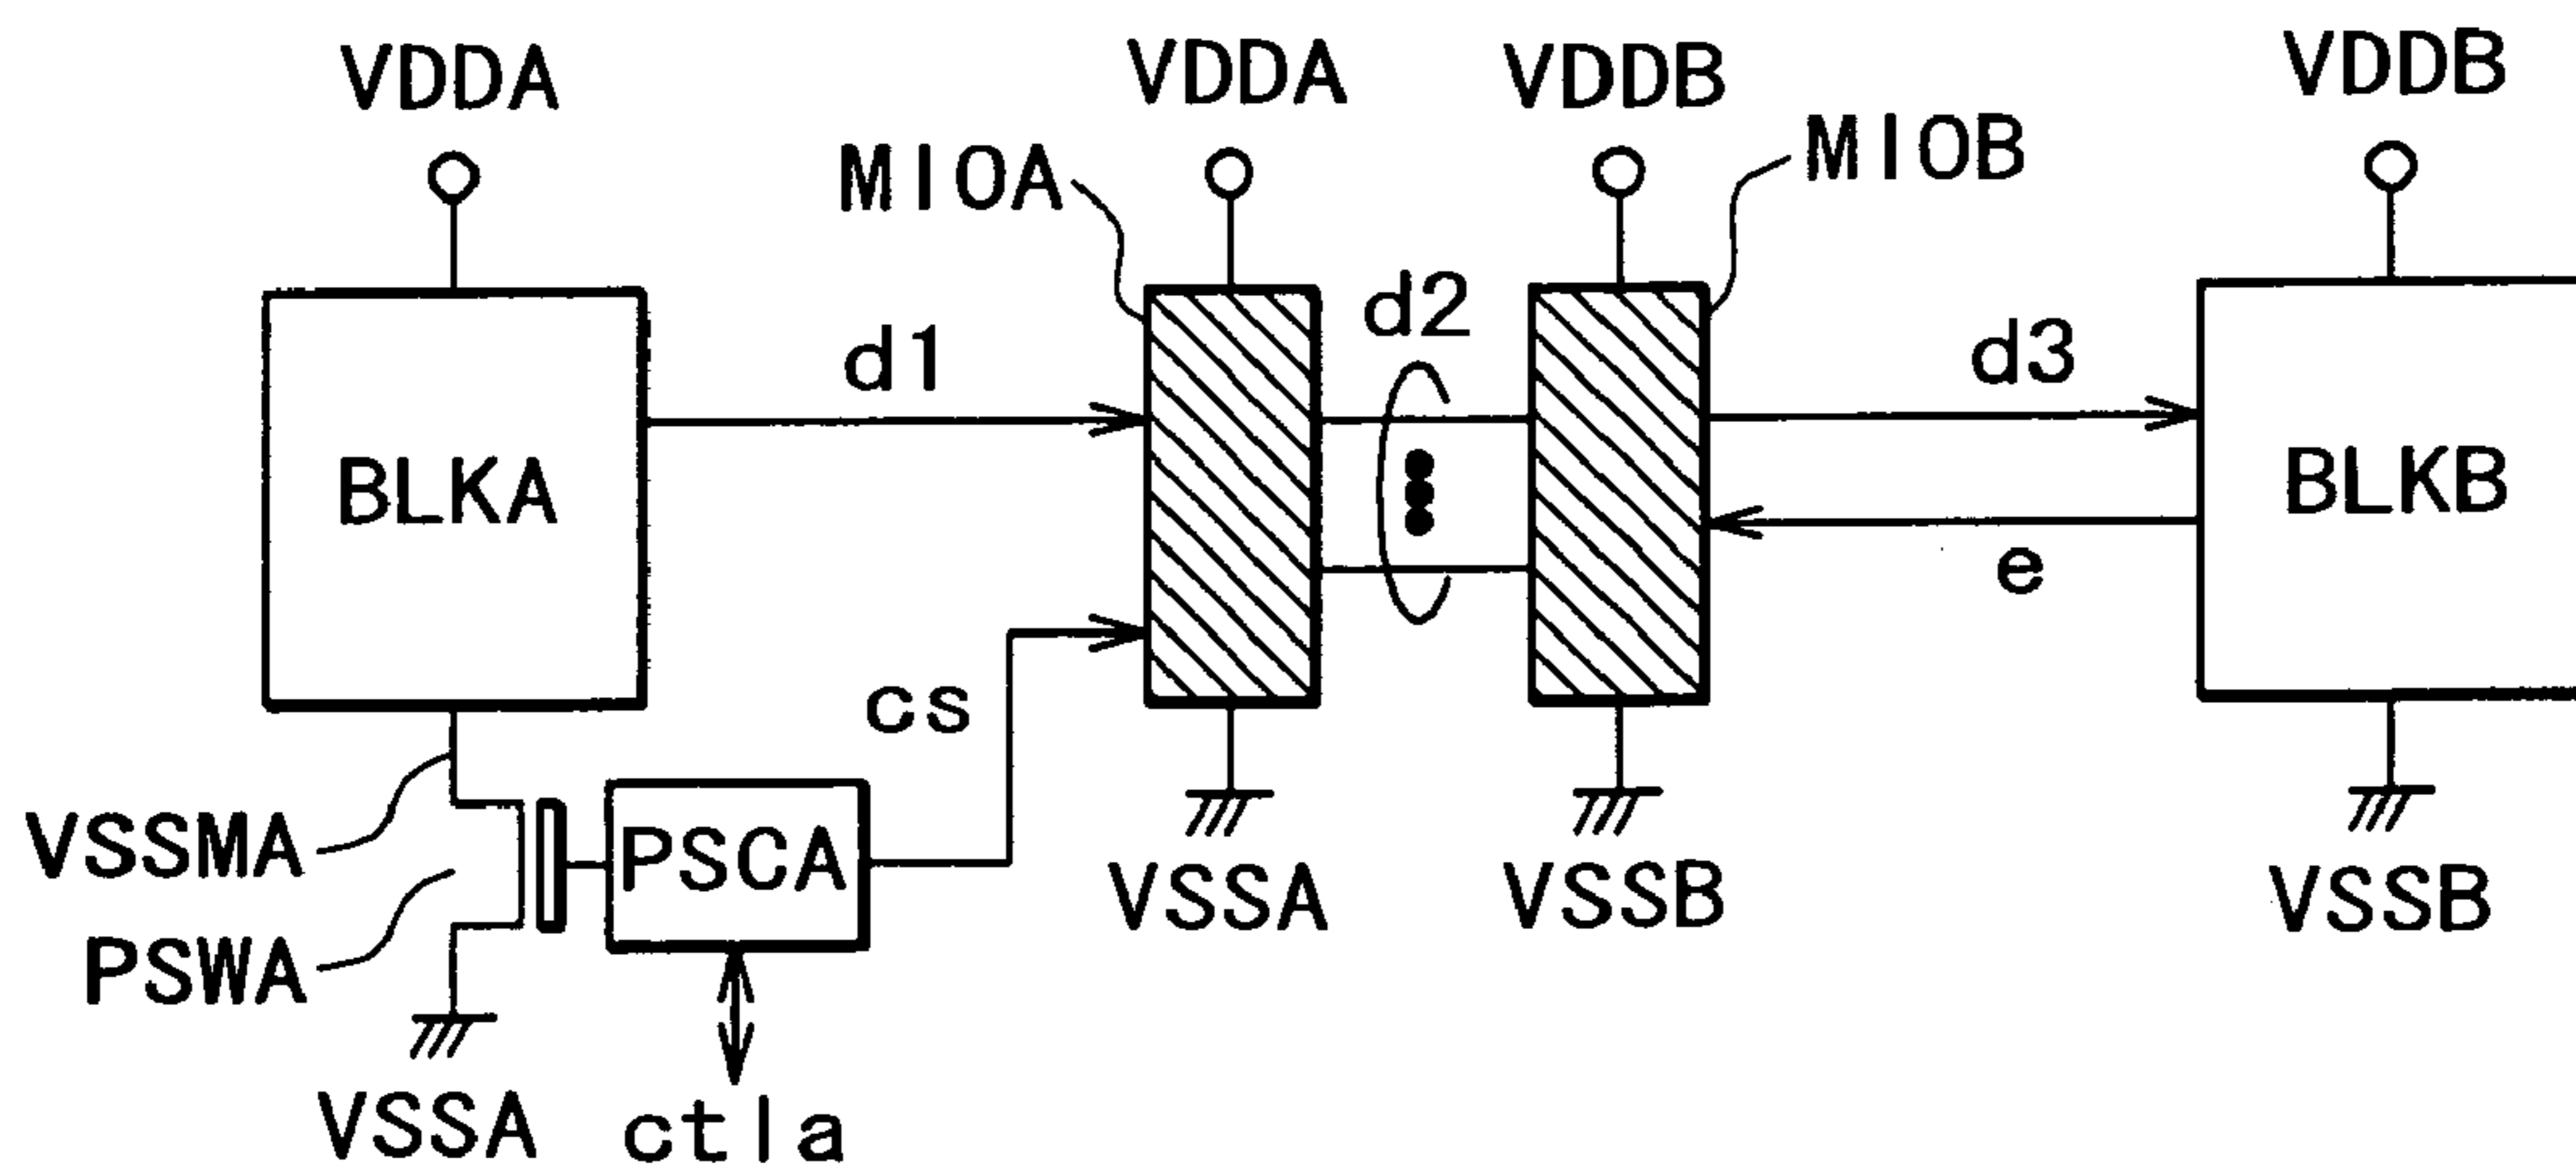 VDDA
VDDA
VDDB
VDDB
MIOA
MIOB
d1
d2
d3
BLKA
BLKB
e
cs
VSSMA
PSCA
PSWA
VSSA
VSSB
VSSB
VSSA
ctla